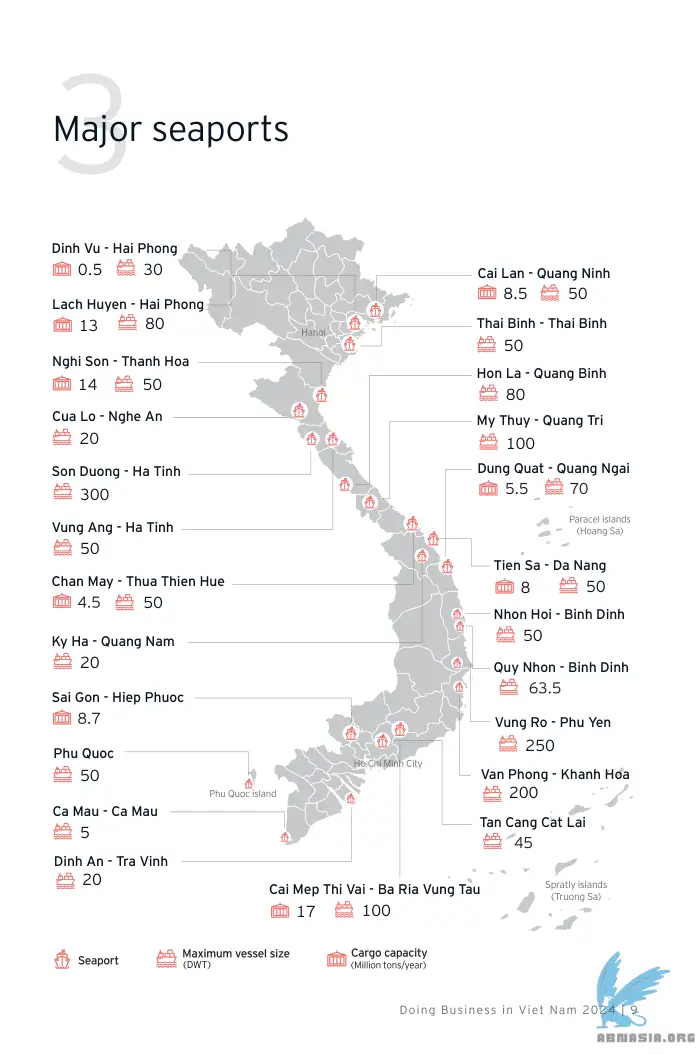 3
Major seaports
Dinh Vu - Hai Phong
0.5 30
Lach Huyen - Hai Phong
13 80
Nghi Son - Thanh Hoa
14 50
Cua Lo - Nghe An
20
Son Duong - Ha Tinh
300
Vung Ang - Ha Tinh
50
Chan May - Thua Thien Hue
4.5 50
Ky Ha - Quang Nam
20
Sai Gon - Hiep Phuoc
8.7
Phu Quoc
50
Ca Mau - Ca Mau
5
Dinh An - Tra Vinh
20
Hanoi
Ho Chi Minh City
Phu Quoc island
Cai Lan - Quang Ninh
8.5 50
Thai Binh - Thai Binh
50
Hon La - Quang Binh
80
My Thuy - Quang Tri
100
Dung Quat - Quang Ngai
5.5 70
Paracel islands
(Hoang Sa)
Tien Sa - Da Nang
8 50
Nhon Hoi - Binh Dinh
50
Quy Nhon - Binh Dinh
63.5
Vung Ro - Phu Yen
250
Van Phong - Khanh Hoa
200
Tan Cang Cat Lai
45
Cai Mep Thi Vai - Ba Ria Vung Tau
17 100
Spratly islands
(Truong Sa)
Seaport
Maximum vessel size
(DWT)
Cargo capacity
(Million tons/year)
Doing Business in Viet Nam 2024 | 9
ABNASIA.ORG